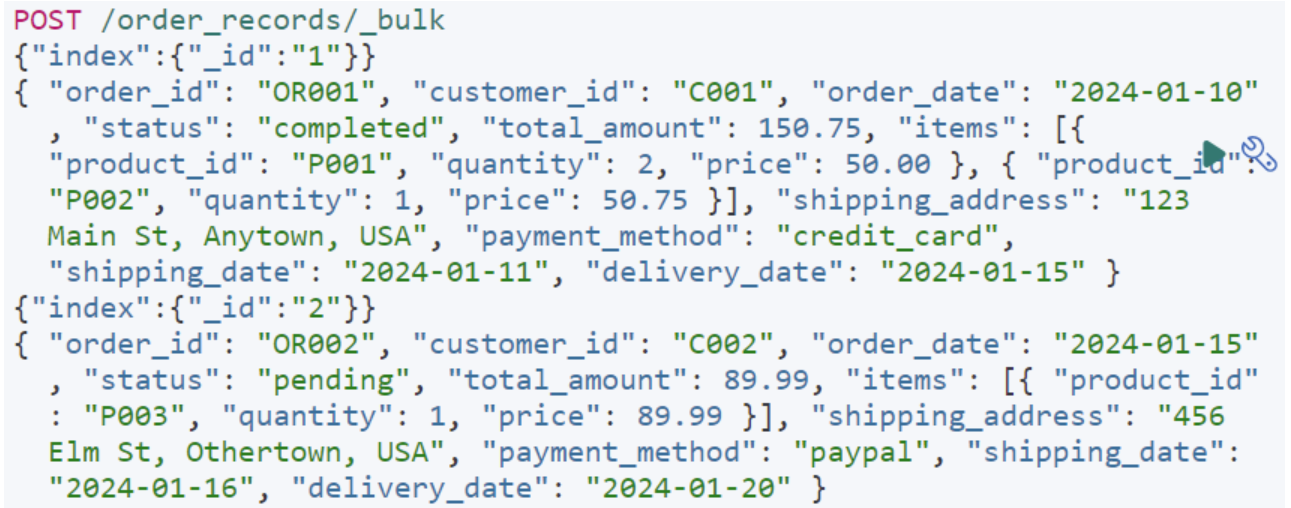 POST /order_records/_bulk
{"index":{"_id":"1"}}
{ "order_id": "OR001", "customer_id": "C001", "order_date": "2024-01-10"
, "status": "completed", "total_amount": 150.75, "items": [{
"product_id": "P001", "quantity": 2, "price": 50.00 }, { "product_id":
"P002", "quantity": 1, "price": 50.75 }], "shipping_address": "123
Main St, Anytown, USA", "payment_method": "credit_card",
"shipping_date": "2024-01-11", "delivery_date": "2024-01-15" }
{"index":{"_id":"2"}}
{ "order_id": "OR002", "customer_id": "C002", "order_date": "2024-01-15"
, "status": "pending", "total_amount": 89.99, "items": [{ "product_id"
: "P003", "quantity": 1, "price": 89.99 }], "shipping_address": "456
Elm St, Othertown, USA", "payment_method": "paypal", "shipping_date":
"2024-01-16", "delivery_date": "2024-01-20" }